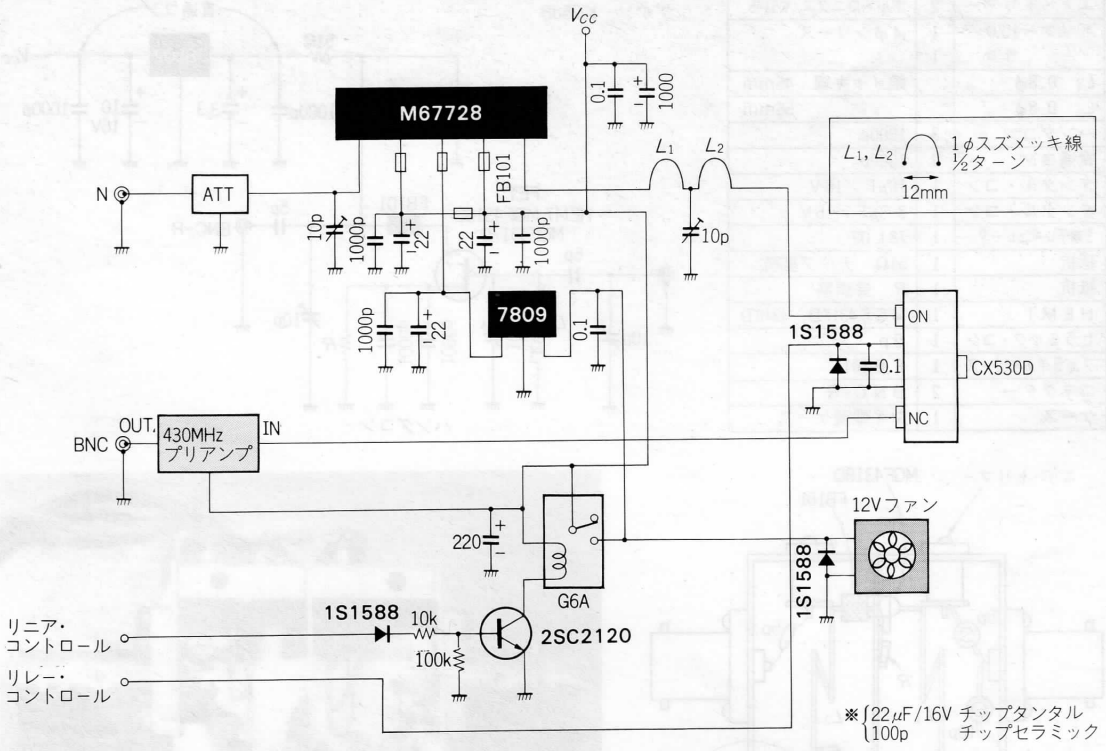 VCC
0.1
1000
M67728
L1
L2
L1, L2
1φスズメッキ線
1/2ターン
12mm
FB101
N
ATT
10p
1000p
22
22
1000p
10p
7809
1000p
22
0.1
1S1588
0.1
ON
CX530D
NC
OUT.
IN
BNC
430MHz
プリアンプ
220
G6A
12Vファン
1S1588
1S1588
10k
100k
2SC2120
リニア・
コントロール
リレー・
コントロール
※ 22μF/16V チップタンタル
100p チップセラミック